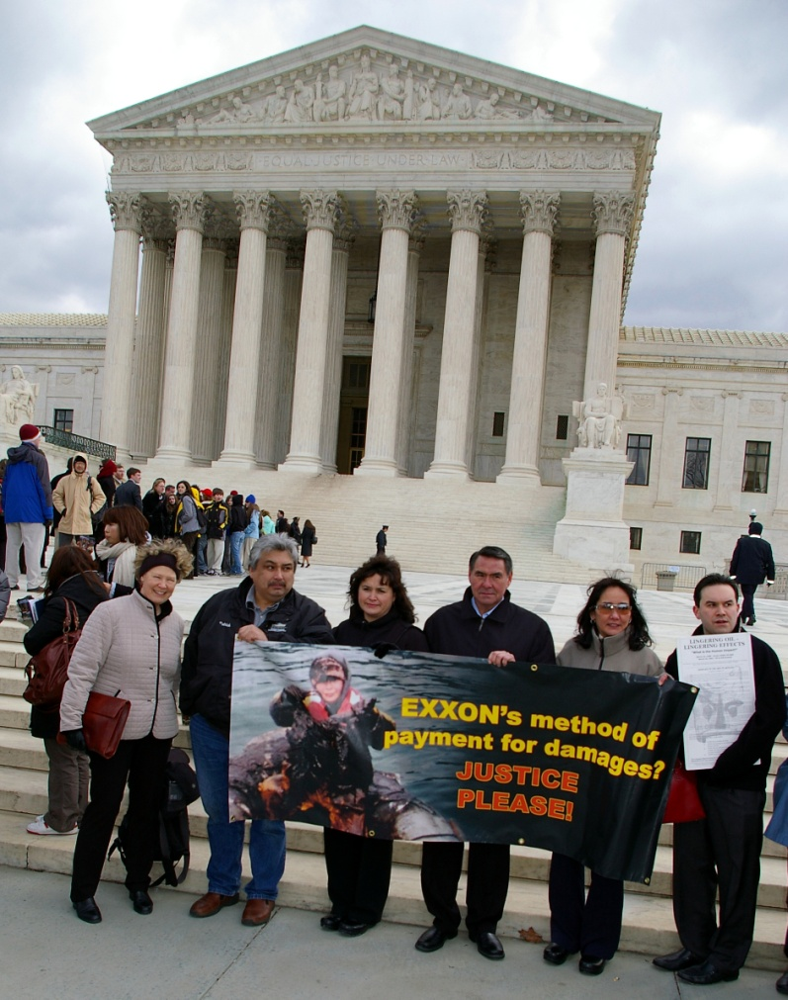 EQUAL JUSTICE UNDER LAW
LINGERING OIL -
LINGERING EFFECTS
EXXON's method of
payment for damages?
JUSTICE
PLEASE!